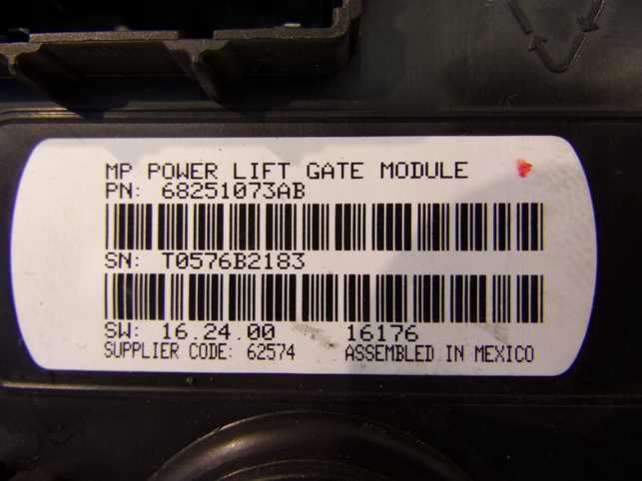 MP POWER LIFT GATE MODULE
PN: 68251073AB
SN: T0576B2183
SW: 16.24.00 16176
SUPPLIER CODE: 62574 ASSEMBLED IN MEXICO